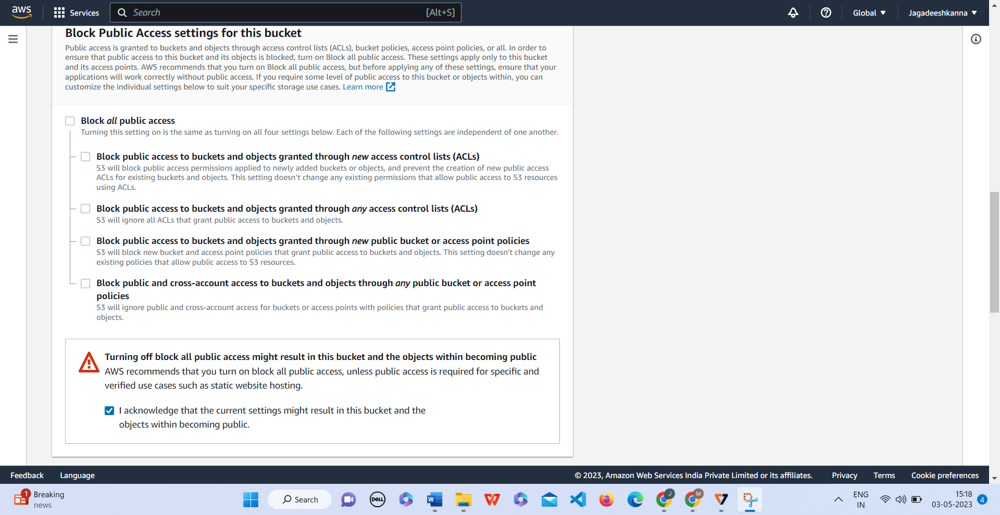 aws
Services
Search
[Alt+S]
Global
Jagadeeshkanna
Block Public Access settings for this bucket
Public access is granted to buckets and objects through access control lists (ACLs), bucket policies, access point policies, or all. In order to
ensure that public access to this bucket and its objects is blocked, turn on Block all public access. These settings apply only to this bucket
and its access points. AWS recommends that you turn on Block all public access, but before applying any of these settings, ensure that your
applications will work correctly without public access. If you require some level of public access to this bucket or objects within, you can
customize the individual settings below to suit your specific storage use cases. Learn more
Block all public access
Turning this setting on is the same as turning on all four settings below. Each of the following settings are independent of one another.
Block public access to buckets and objects granted through new access control lists (ACLs)
S3 will block public access permissions applied to newly added buckets or objects, and prevent the creation of new public access
ACLs for existing buckets and objects. This setting doesn't change any existing permissions that allow public access to S3 resources
using ACLs.
Block public access to buckets and objects granted through any access control lists (ACLs)
S3 will ignore all ACLs that grant public access to buckets and objects.
Block public access to buckets and objects granted through new public bucket or access point policies
S3 will block new bucket and access point policies that grant public access to buckets and objects. This setting doesn't change any
existing policies that allow public access to S3 resources.
Block public and cross-account access to buckets and objects through any public bucket or access point
policies
S3 will ignore public and cross-account access for buckets or access points with policies that grant public access to buckets and
objects.
Turning off block all public access might result in this bucket and the objects within becoming public
AWS recommends that you turn on block all public access, unless public access is required for specific and
verified use cases such as static website hosting.
I acknowledge that the current settings might result in this bucket and the
objects within becoming public.
Feedback
Language
© 2023, Amazon Web Services India Private Limited or its affiliates.
Privacy
Terms
Cookie preferences
1
Breaking
news
Search
DELL
W
J
M
ENG
IN
15:18
03-05-2023
4